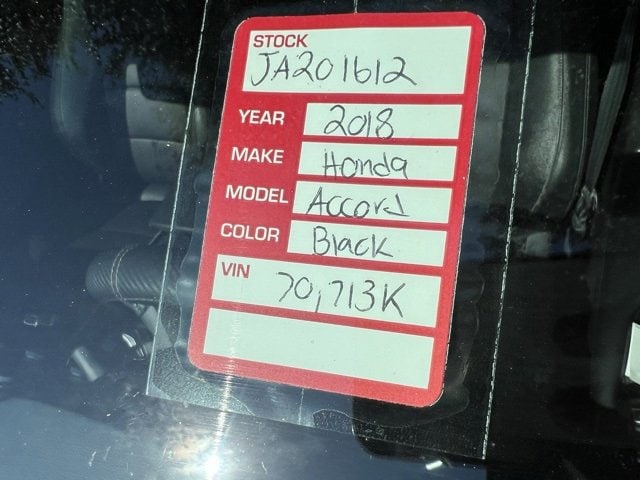 STOCK
JA201612
YEAR 2018
MAKE Honda
MODEL Accord
COLOR Black
VIN 70,713K